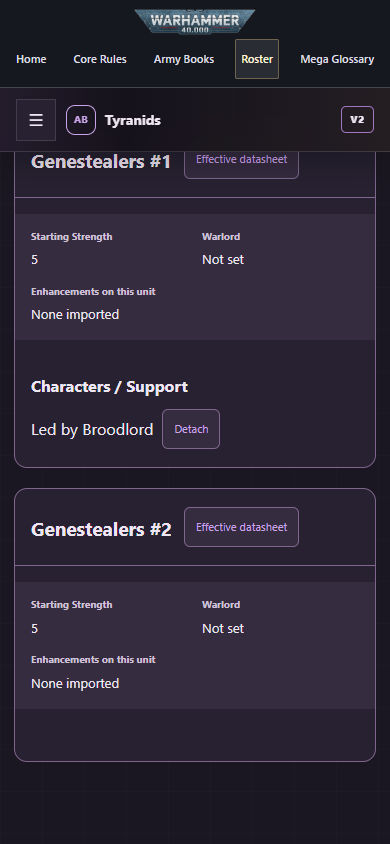 WARHAMMER
40,000
Home Core Rules Army Books Roster Mega Glossary
☰ AB Tyranids V2
Genestealers #1 Effective datasheet
Starting Strength Warlord
5 Not set
Enhancements on this unit
None imported
Characters / Support
Led by Broodlord Detach
Genestealers #2 Effective datasheet
Starting Strength Warlord
5 Not set
Enhancements on this unit
None imported